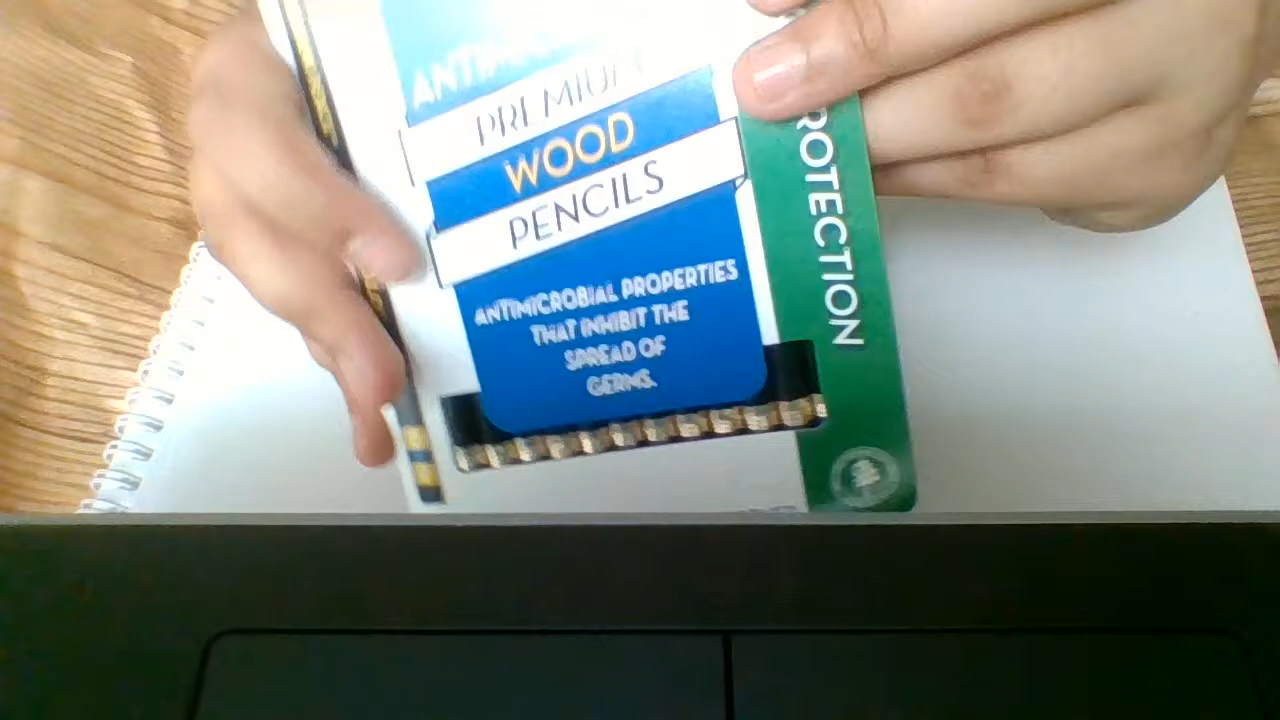 PREMIUM
WOOD
PENCILS
ANTIMICROBIAL PROPERTIES
THAT INHIBIT THE
SPREAD OF
GERMS.
ROTECTION